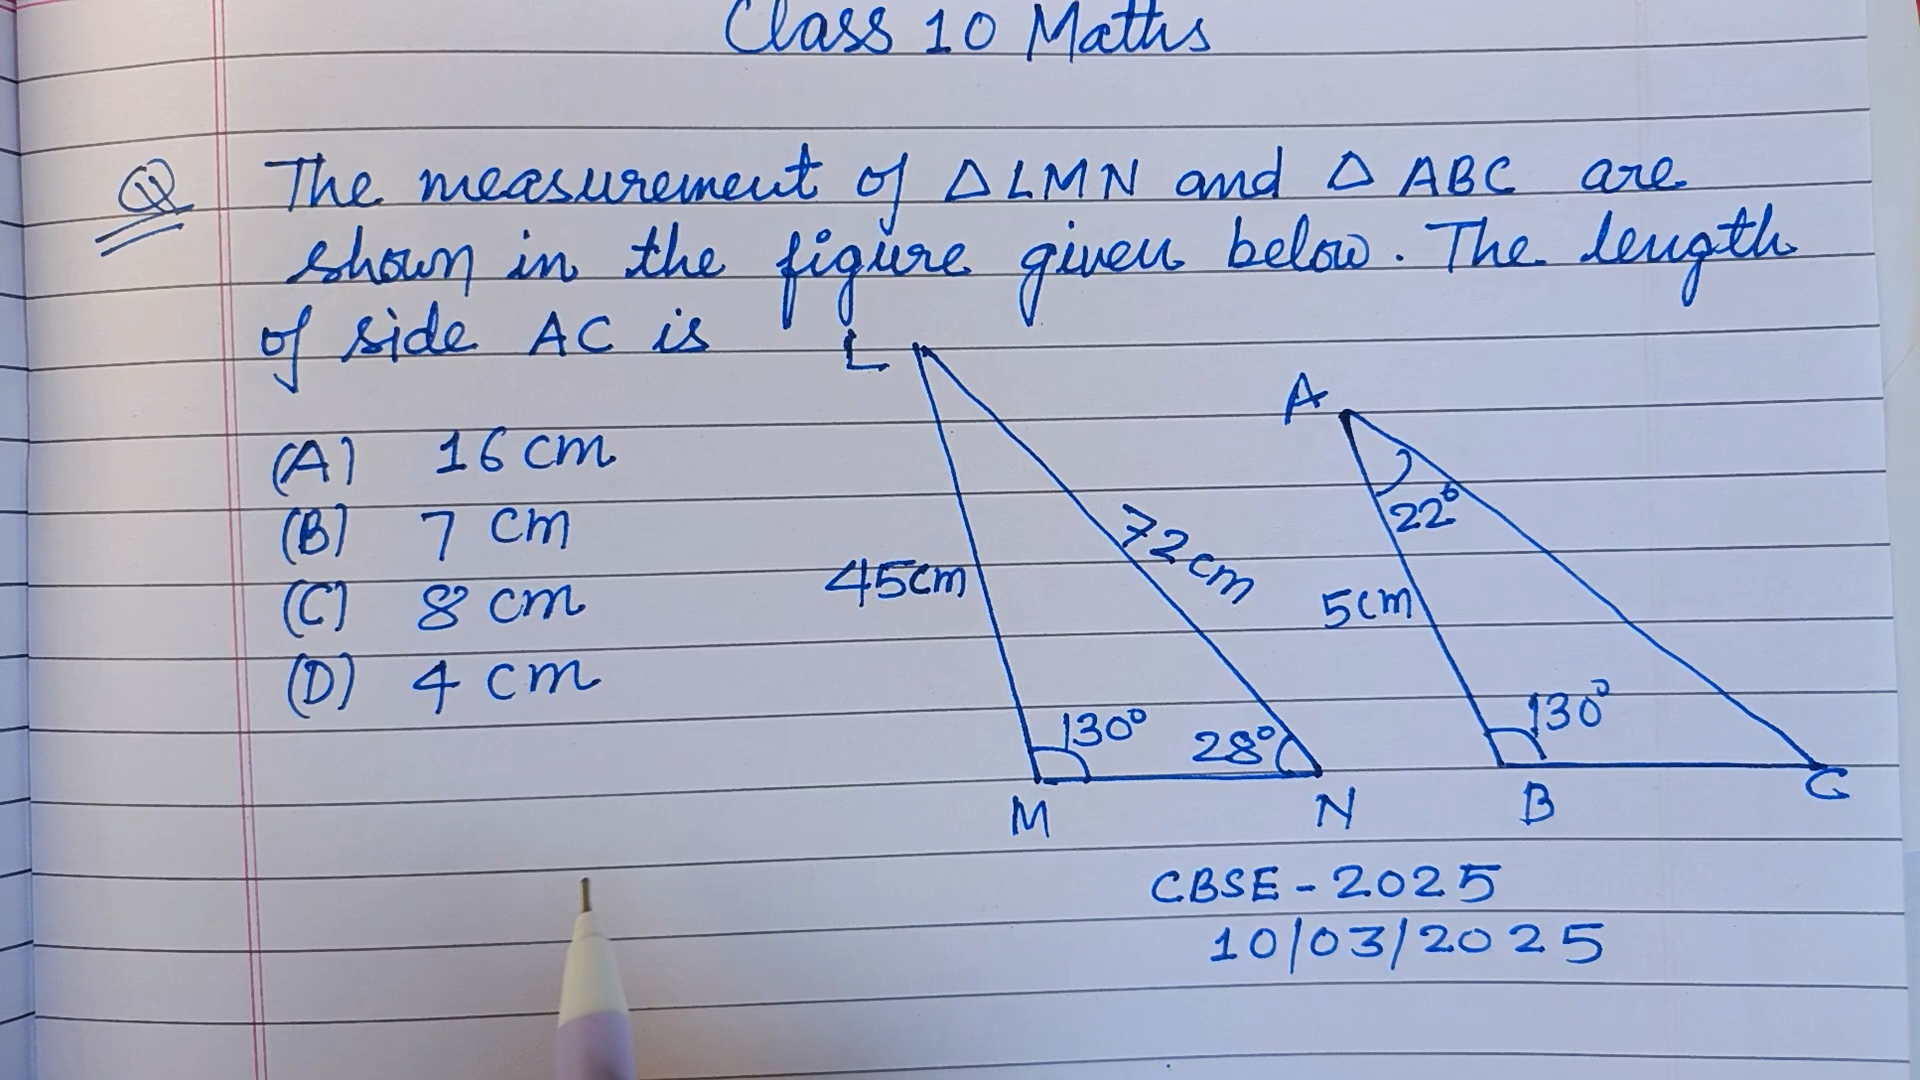 Class 10 Maths
Q The measurement of △LMN and △ABC are
shown in the figure given below. The length
of side AC is
(A) 16 cm
(B) 7 cm
(C) 8 cm
(D) 4 cm
L
45cm
72cm
130°
28°
M
N
A
22°
5cm
130°
B
C
CBSE - 2025
10/03/2025